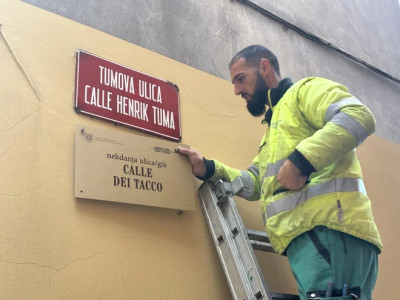 TUMOVA ULICA
CALLE HENRIK TUMA
nekdanja ulica/già
CALLE
DEI TACCO